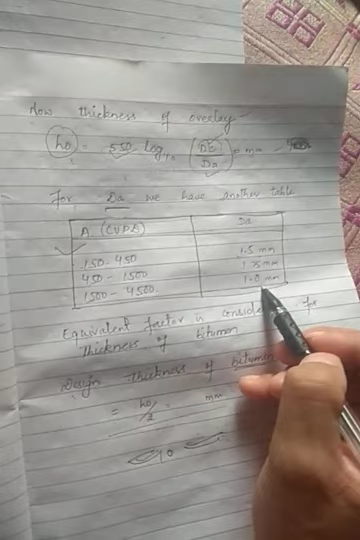 Now thickness of overlay -
ho = 550 log10 (Dc/Da) mm
For Da we have another table
A (CVPD) Da
150 - 450 1.5 mm
450 - 1500 1.25 mm
1500 - 4500 1.0 mm
Equivalent factor is consider for
thickness of bitumen
Design thickness of bitumen
= ho/2 mm